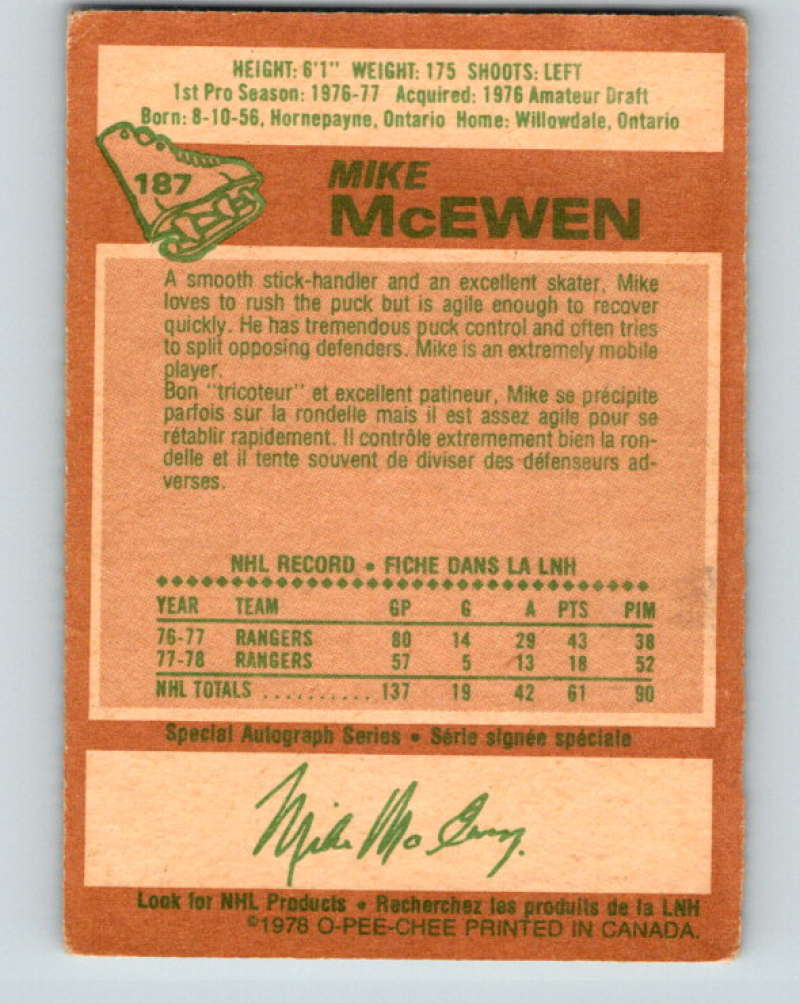 HEIGHT: 6'1" WEIGHT: 175 SHOOTS: LEFT
1st Pro Season: 1976-77 Acquired: 1976 Amateur Draft
Born: 8-10-56, Hornepayne, Ontario Home: Willowdale, Ontario
187
MIKE
McEWEN
A smooth stick-handler and an excellent skater, Mike
loves to rush the puck but is agile enough to recover
quickly. He has tremendous puck control and often tries
to split opposing defenders. Mike is an extremely mobile
player.
Bon "tricoteur" et excellent patineur, Mike se précipite
parfois sur la rondelle mais il est assez agile pour se
rétablir rapidement. Il contrôle extremement bien la ron-
delle et il tente souvent de diviser des défenseurs ad-
verses.
NHL RECORD • FICHE DANS LA LNH
YEAR TEAM GP G A PTS PIM
76-77 RANGERS 80 14 29 43 38
77-78 RANGERS 57 5 13 18 52
NHL TOTALS .......... 137 19 42 61 90
Special Autograph Series • Série signée spéciale
Mike McEwen
Look for NHL Products • Recherchez les produits de la LNH
©1978 O-PEE-CHEE PRINTED IN CANADA.